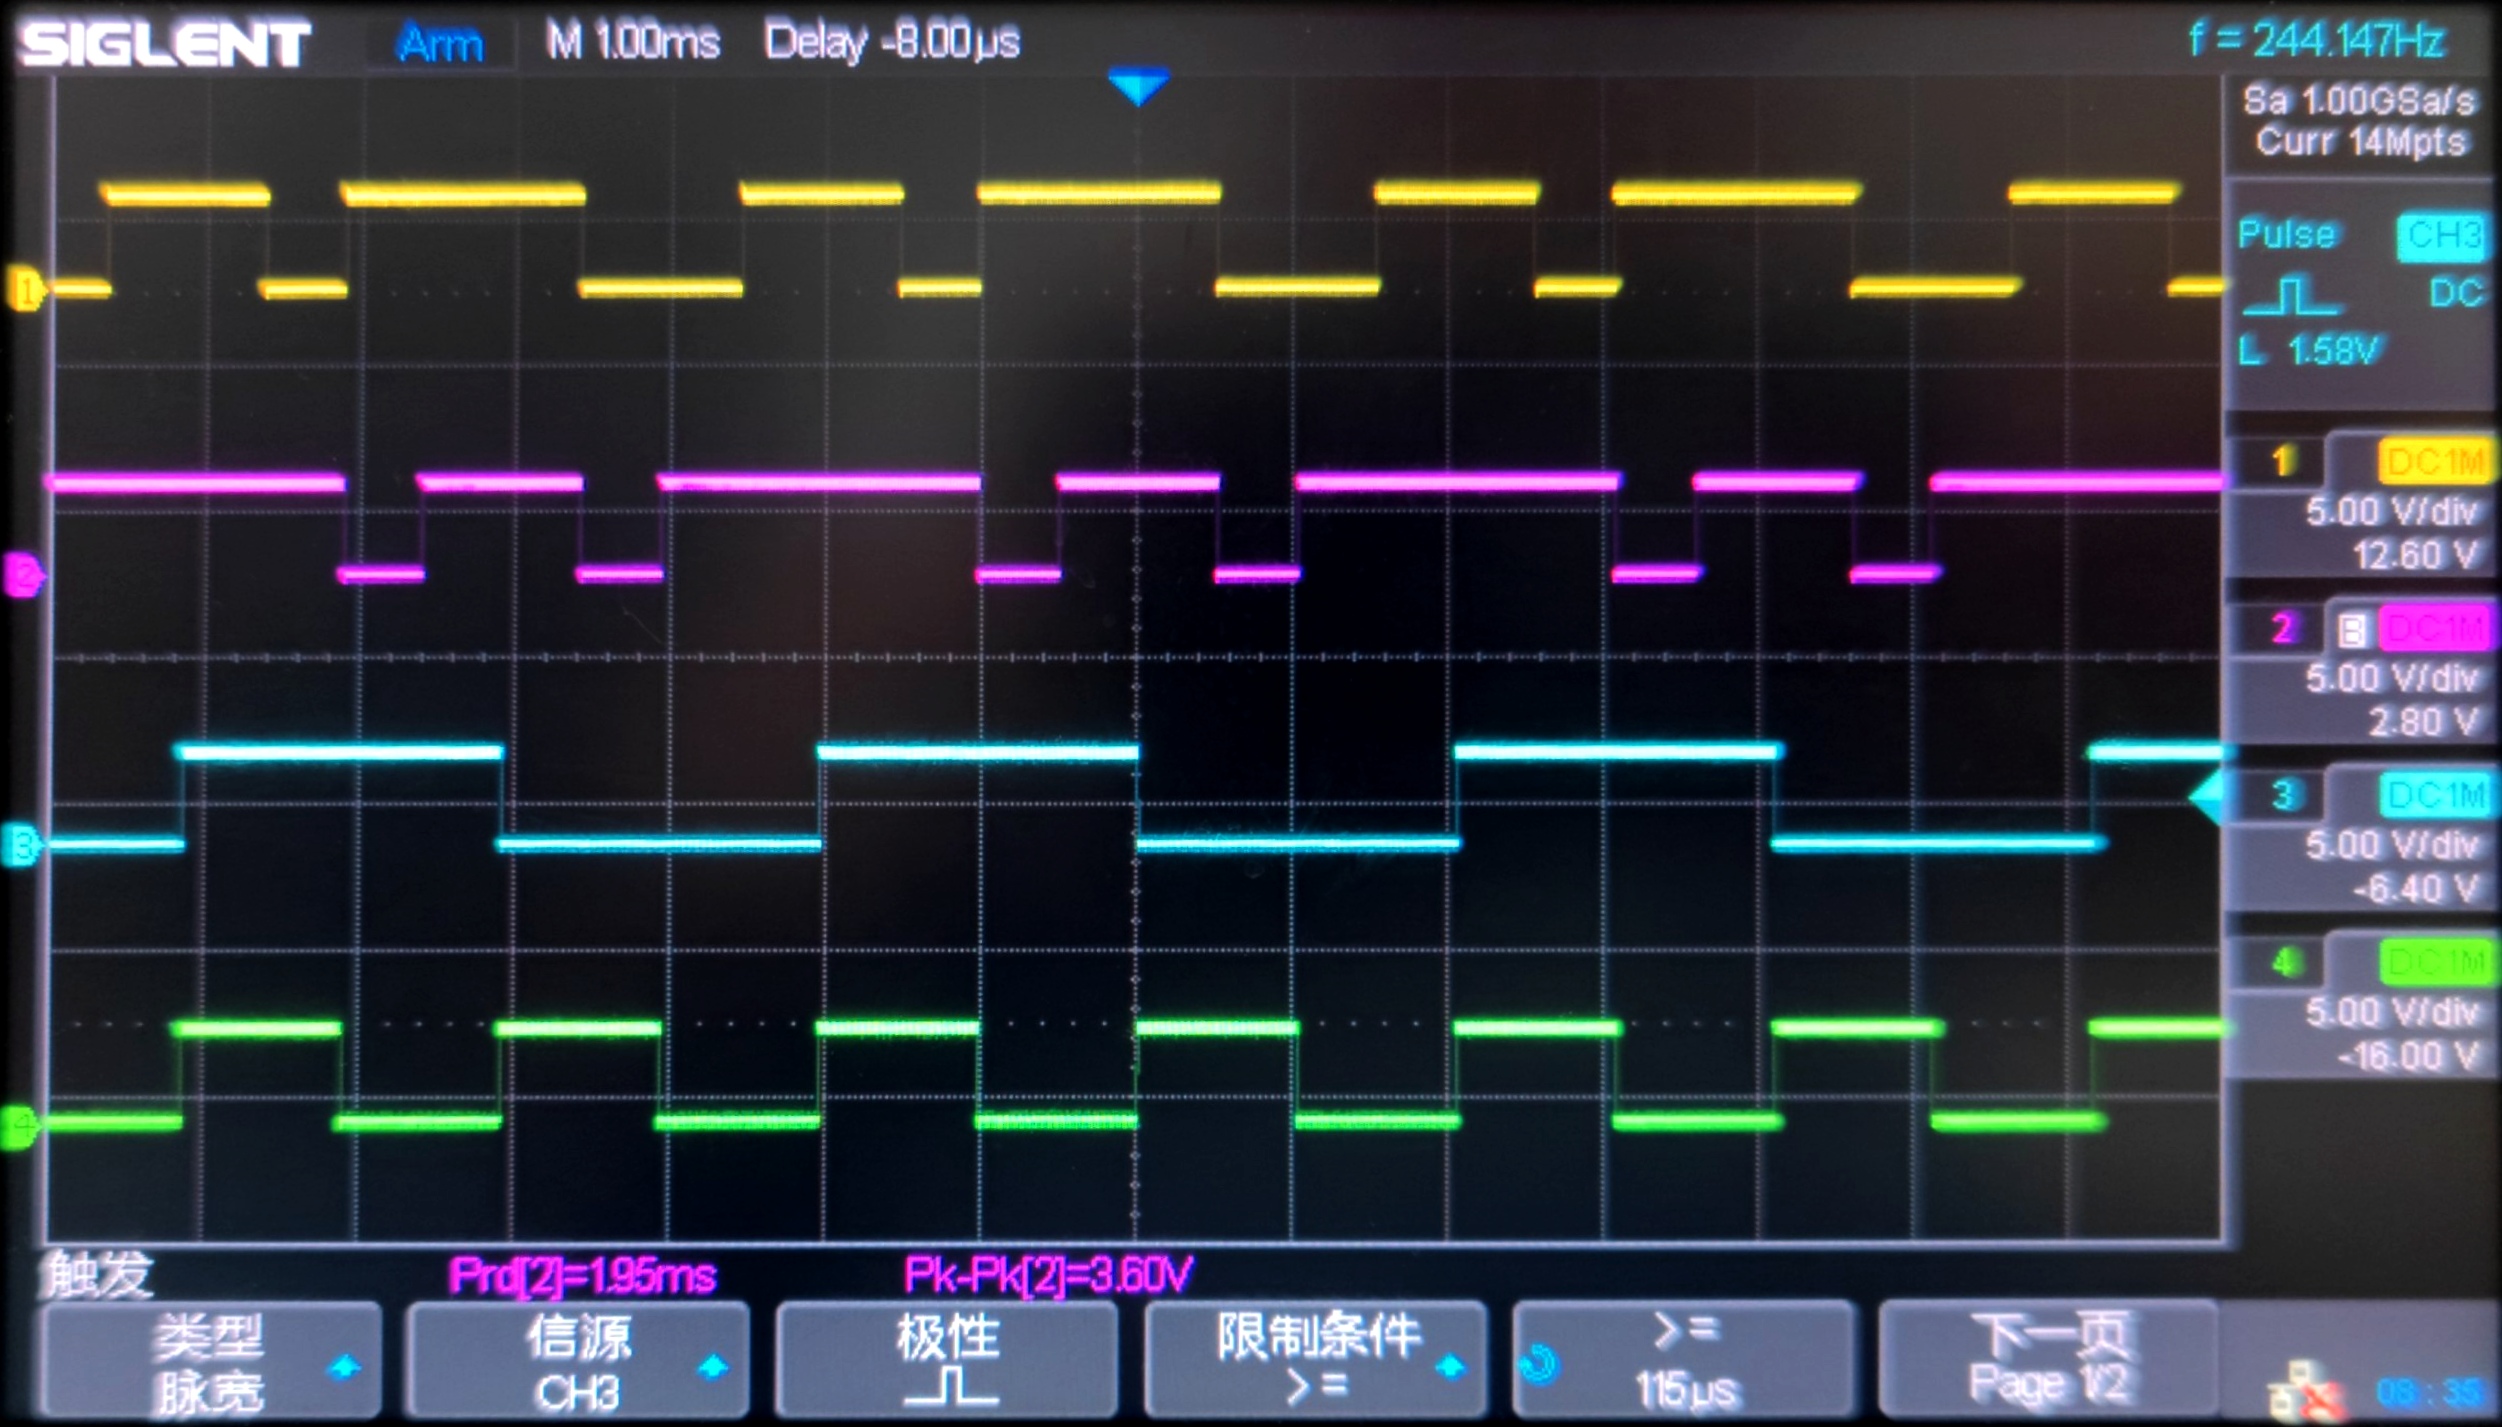 SIGLENT Arm M 1.00ms Delay -8.00µs f = 244.147Hz
Sa 1.00GSa/s
Curr 14Mpts
Pulse CH3
DC
L 1.58V
1 DC1M
5.00 V/div
12.60 V
2 B DC1M
5.00 V/div
2.80 V
3 DC1M
5.00 V/div
-6.40 V
4 DC1M
5.00 V/div
-16.00 V
1
2
3
4
触发 Prd[2]=1.95ms Pk-Pk[2]=3.60V
类型
脉宽
信源
CH3
极性
限制条件
>=
>=
115µs
下一页
Page 1/2
08:35